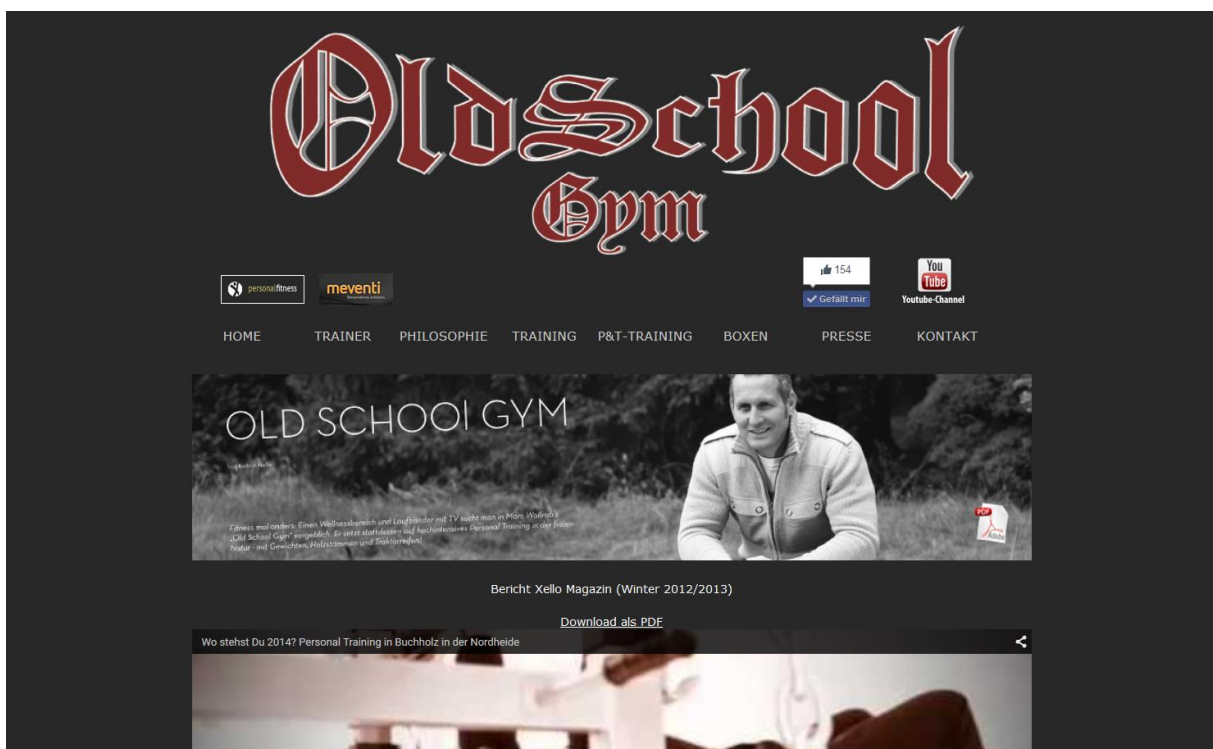 OldSchool
Gym
personalfitness
meventi
154
Gefällt mir
You
Tube
Youtube-Channel
HOME TRAINER PHILOSOPHIE TRAINING P&T-TRAINING BOXEN PRESSE KONTAKT
OLD SCHOOl GYM
Fitness mal anders: Einen Wellnessbereich und Laufbänder mit TV sucht man in Marc Wallrab's
„Old School Gym" vergeblich. Er setzt stattdessen auf hochintensives Personal Training in der freien
Natur - mit Gewichten, Holzstämmen und Traktorreifen!
PDF
Adobe
Bericht Xello Magazin (Winter 2012/2013)
Download als PDF
Wo stehst Du 2014? Personal Training in Buchholz in der Nordheide